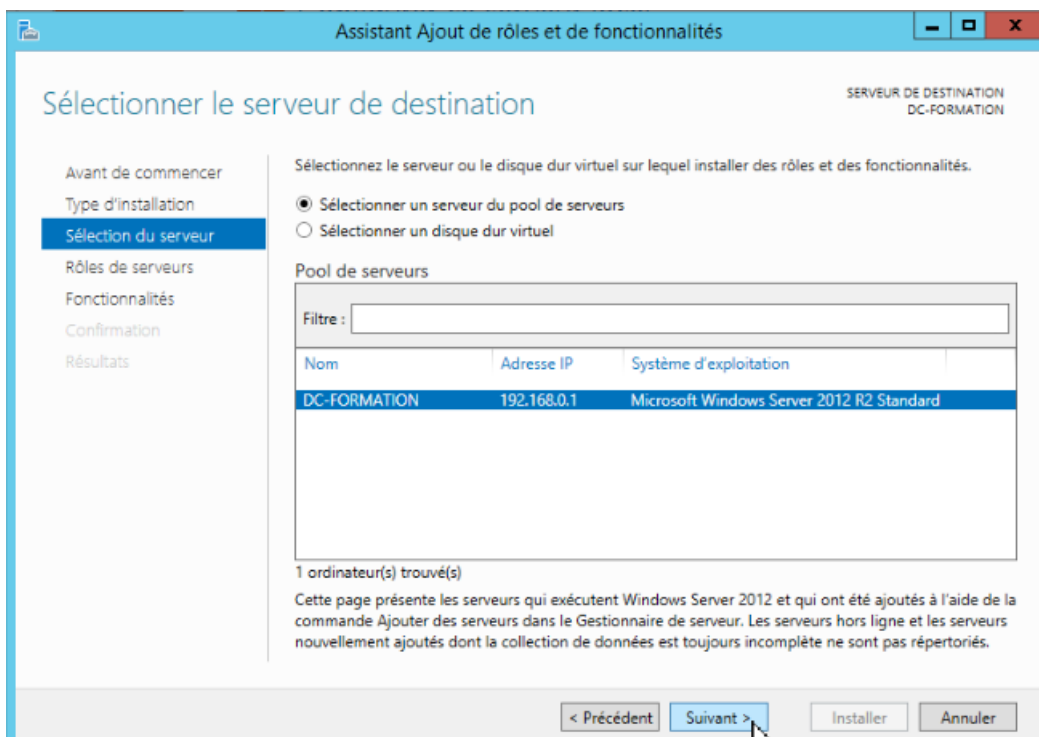 Assistant Ajout de rôles et de fonctionnalités
Sélectionner le serveur de destination
SERVEUR DE DESTINATION
DC-FORMATION
Avant de commencer
Type d'installation
Sélection du serveur
Rôles de serveurs
Fonctionnalités
Confirmation
Résultats
Sélectionnez le serveur ou le disque dur virtuel sur lequel installer des rôles et des fonctionnalités.
Sélectionner un serveur du pool de serveurs
Sélectionner un disque dur virtuel
Pool de serveurs
Filtre :
Nom Adresse IP Système d'exploitation
DC-FORMATION 192.168.0.1 Microsoft Windows Server 2012 R2 Standard
1 ordinateur(s) trouvé(s)
Cette page présente les serveurs qui exécutent Windows Server 2012 et qui ont été ajoutés à l'aide de la
commande Ajouter des serveurs dans le Gestionnaire de serveur. Les serveurs hors ligne et les serveurs
nouvellement ajoutés dont la collection de données est toujours incomplète ne sont pas répertoriés.
< Précédent Suivant > Installer Annuler